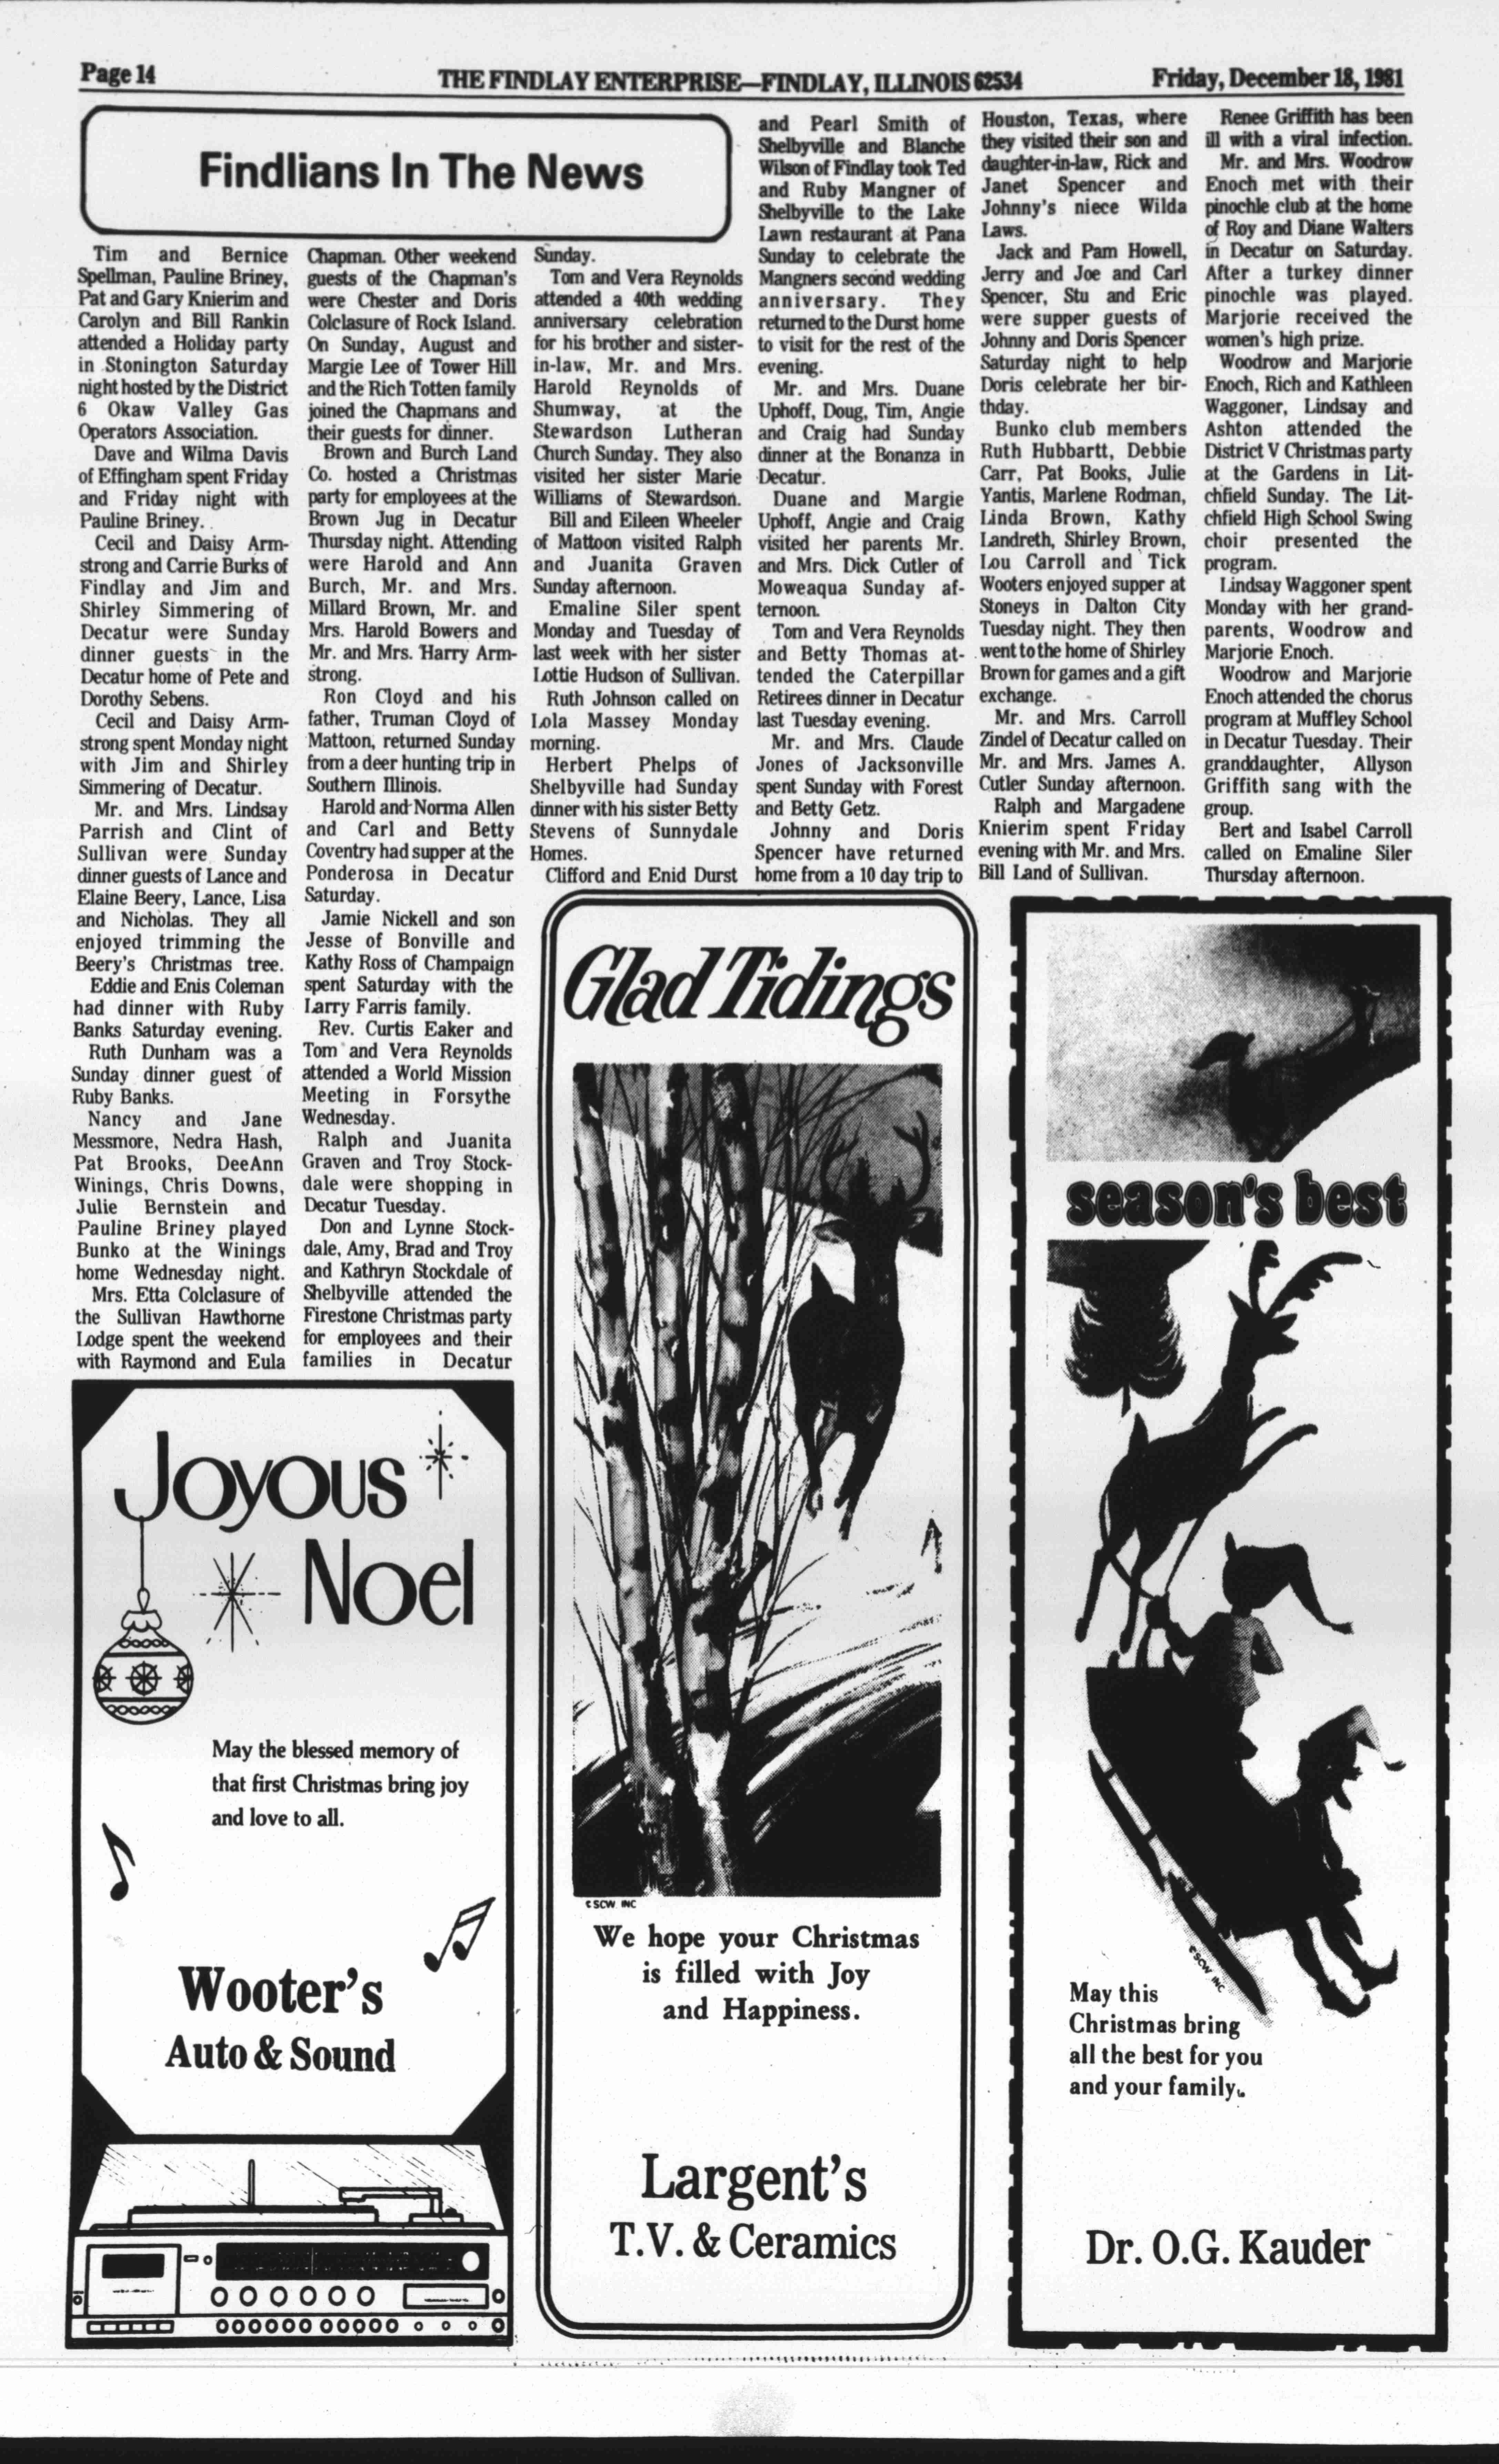 Page 14
THE FINDLAY ENTERPRISE—FINDLAY, ILLINOIS 62534
Friday, December 18, 1981
Findlians In The News
Tim and Bernice
Spellman, Pauline Briney,
Pat and Gary Knierim and
Carolyn and Bill Rankin
attended a Holiday party
in Stonington Saturday
night hosted by the District
6 Okaw Valley Gas
Operators Association.
Dave and Wilma Davis
of Effingham spent Friday
and Friday night with
Pauline Briney.
Cecil and Daisy Arm-
strong and Carrie Burks of
Findlay and Jim and
Shirley Simmering of
Decatur were Sunday
dinner guests in the
Decatur home of Pete and
Dorothy Sebens.
Cecil and Daisy Arm-
strong spent Monday night
with Jim and Shirley
Simmering of Decatur.
Mr. and Mrs. Lindsay
Parrish and Clint of
Sullivan were Sunday
dinner guests of Lance and
Elaine Beery, Lance, Lisa
and Nicholas. They all
enjoyed trimming the
Beery's Christmas tree.
Eddie and Enis Coleman
had dinner with Ruby
Banks Saturday evening.
Ruth Dunham was a
Sunday dinner guest of
Ruby Banks.
Nancy and Jane
Messmore, Nedra Hash,
Pat Brooks, DeeAnn
Winings, Chris Downs,
Julie Bernstein and
Pauline Briney played
Bunko at the Winings
home Wednesday night.
Mrs. Etta Colclasure of
the Sullivan Hawthorne
Lodge spent the weekend
with Raymond and Eula
Chapman. Other weekend
guests of the Chapman's
were Chester and Doris
Colclasure of Rock Island.
On Sunday, August and
Margie Lee of Tower Hill
and the Rich Totten family
joined the Chapmans and
their guests for dinner.
Brown and Burch Land
Co. hosted a Christmas
party for employees at the
Brown Jug in Decatur
Thursday night. Attending
were Harold and Ann
Burch, Mr. and Mrs.
Millard Brown, Mr. and
Mrs. Harold Bowers and
Mr. and Mrs. Harry Arm-
strong.
Ron Cloyd and his
father, Truman Cloyd of
Mattoon, returned Sunday
from a deer hunting trip in
Southern Illinois.
Harold and Norma Allen
and Carl and Betty
Coventry had supper at the
Ponderosa in Decatur
Saturday.
Jamie Nickell and son
Jesse of Bonville and
Kathy Ross of Champaign
spent Saturday with the
Larry Farris family.
Rev. Curtis Eaker and
Tom and Vera Reynolds
attended a World Mission
Meeting in Forsythe
Wednesday.
Ralph and Juanita
Graven and Troy Stock-
dale were shopping in
Decatur Tuesday.
Don and Lynne Stock-
dale, Amy, Brad and Troy
and Kathryn Stockdale of
Shelbyville attended the
Firestone Christmas party
for employees and their
families in Decatur
Sunday.
Tom and Vera Reynolds
attended a 40th wedding
anniversary celebration
for his brother and sister-
in-law, Mr. and Mrs.
Harold Reynolds of
Shumway, at the
Stewardson Lutheran
Church Sunday. They also
visited her sister Marie
Williams of Stewardson.
Bill and Eileen Wheeler
of Mattoon visited Ralph
and Juanita Graven
Sunday afternoon.
Emaline Siler spent
Monday and Tuesday of
last week with her sister
Lottie Hudson of Sullivan.
Ruth Johnson called on
Lola Massey Monday
morning.
Herbert Phelps of
Shelbyville had Sunday
dinner with his sister Betty
Stevens of Sunnydale
Homes.
Clifford and Enid Durst
and Pearl Smith of
Shelbyville and Blanche
Wilson of Findlay took Ted
and Ruby Mangner of
Shelbyville to the Lake
Lawn restaurant at Pana
Sunday to celebrate the
Mangners second wedding
anniversary. They
returned to the Durst home
to visit for the rest of the
evening.
Mr. and Mrs. Duane
Uphoff, Doug, Tim, Angie
and Craig had Sunday
dinner at the Bonanza in
Decatur.
Duane and Margie
Uphoff, Angie and Craig
visited her parents Mr.
and Mrs. Dick Cutler of
Moweaqua Sunday af-
ternoon.
Tom and Vera Reynolds
and Betty Thomas at-
tended the Caterpillar
Retirees dinner in Decatur
last Tuesday evening.
Mr. and Mrs. Claude
Jones of Jacksonville
spent Sunday with Forest
and Betty Getz.
Johnny and Doris
Spencer have returned
home from a 10 day trip to
Houston, Texas, where
they visited their son and
daughter-in-law, Rick and
Janet Spencer and
Johnny's niece Wilda
Laws.
Jack and Pam Howell,
Jerry and Joe and Carl
Spencer, Stu and Eric
were supper guests of
Johnny and Doris Spencer
Saturday night to help
Doris celebrate her bir-
thday.
Bunko club members
Ruth Hubbartt, Debbie
Carr, Pat Books, Julie
Yantis, Marlene Rodman,
Linda Brown, Kathy
Landreth, Shirley Brown,
Lou Carroll and Tick
Wooters enjoyed supper at
Stoneys in Dalton City
Tuesday night. They then
went to the home of Shirley
Brown for games and a gift
exchange.
Mr. and Mrs. Carroll
Zindel of Decatur called on
Mr. and Mrs. James A.
Cutler Sunday afternoon.
Ralph and Margadene
Knierim spent Friday
evening with Mr. and Mrs.
Bill Land of Sullivan.
Renee Griffith has been
ill with a viral infection.
Mr. and Mrs. Woodrow
Enoch met with their
pinochle club at the home
of Roy and Diane Walters
in Decatur on Saturday.
After a turkey dinner
pinochle was played.
Marjorie received the
women's high prize.
Woodrow and Marjorie
Enoch, Rich and Kathleen
Waggoner, Lindsay and
Ashton attended the
District V Christmas party
at the Gardens in Lit-
chfield Sunday. The Lit-
chfield High School Swing
choir presented the
program.
Lindsay Waggoner spent
Monday with her grand-
parents, Woodrow and
Marjorie Enoch.
Woodrow and Marjorie
Enoch attended the chorus
program at Muffley School
in Decatur Tuesday. Their
granddaughter, Allyson
Griffith sang with the
group.
Bert and Isabel Carroll
called on Emaline Siler
Thursday afternoon.
Joyous
Noel
May the blessed memory of
that first Christmas bring joy
and love to all.
Wooter's
Auto & Sound
Glad Tidings
© SCW INC
We hope your Christmas
is filled with Joy
and Happiness.
Largent's
T.V. & Ceramics
season's best
© SCW INC
May this
Christmas bring
all the best for you
and your family.
Dr. O.G. Kauder